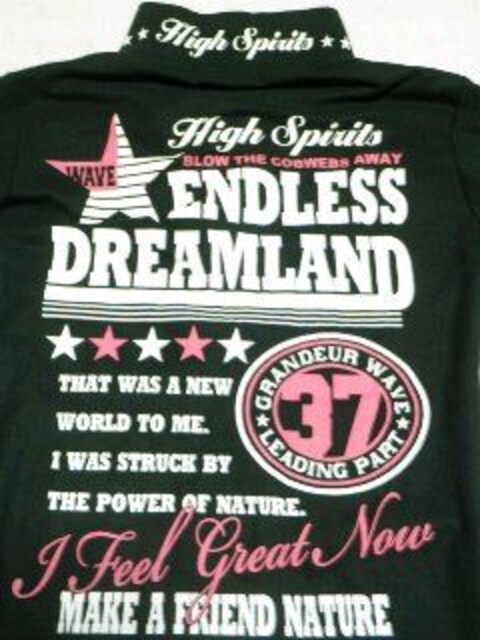 High Spirits
High Spirits
BLOW THE COBWEBS AWAY
WAVE
ENDLESS
DREAMLAND
GRANDEUR WAVE
37
LEADING PART
THAT WAS A NEW
WORLD TO ME.
I WAS STRUCK BY
THE POWER OF NATURE.
I Feel Great Now
MAKE A FRIEND NATURE